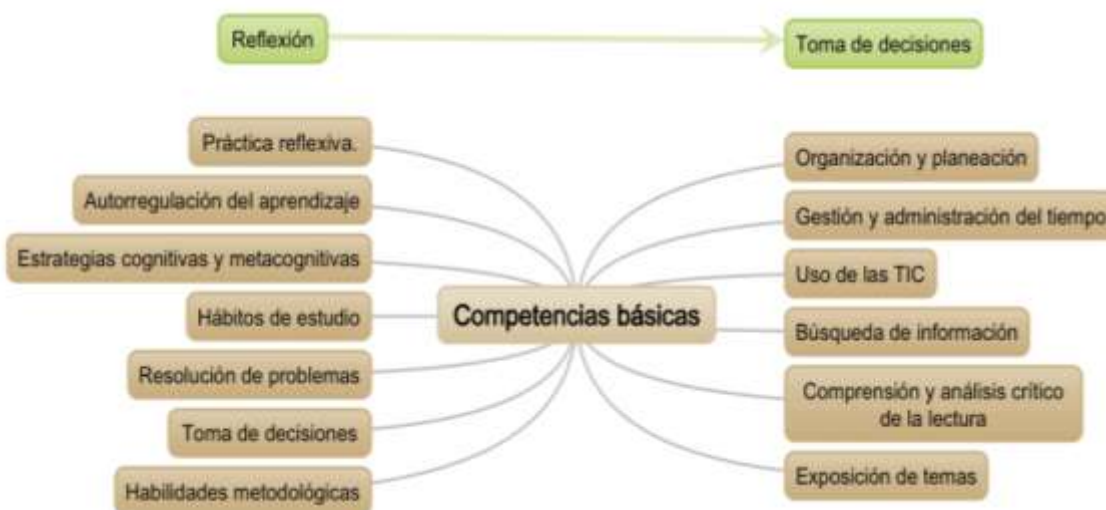 Reflexión
Toma de decisiones
Práctica reflexiva.
Autorregulación del aprendizaje
Estrategias cognitivas y metacognitivas
Hábitos de estudio
Resolución de problemas
Toma de decisiones
Habilidades metodológicas
Competencias básicas
Organización y planeación
Gestión y administración del tiempo
Uso de las TIC
Búsqueda de información
Comprensión y análisis crítico
de la lectura
Exposición de temas